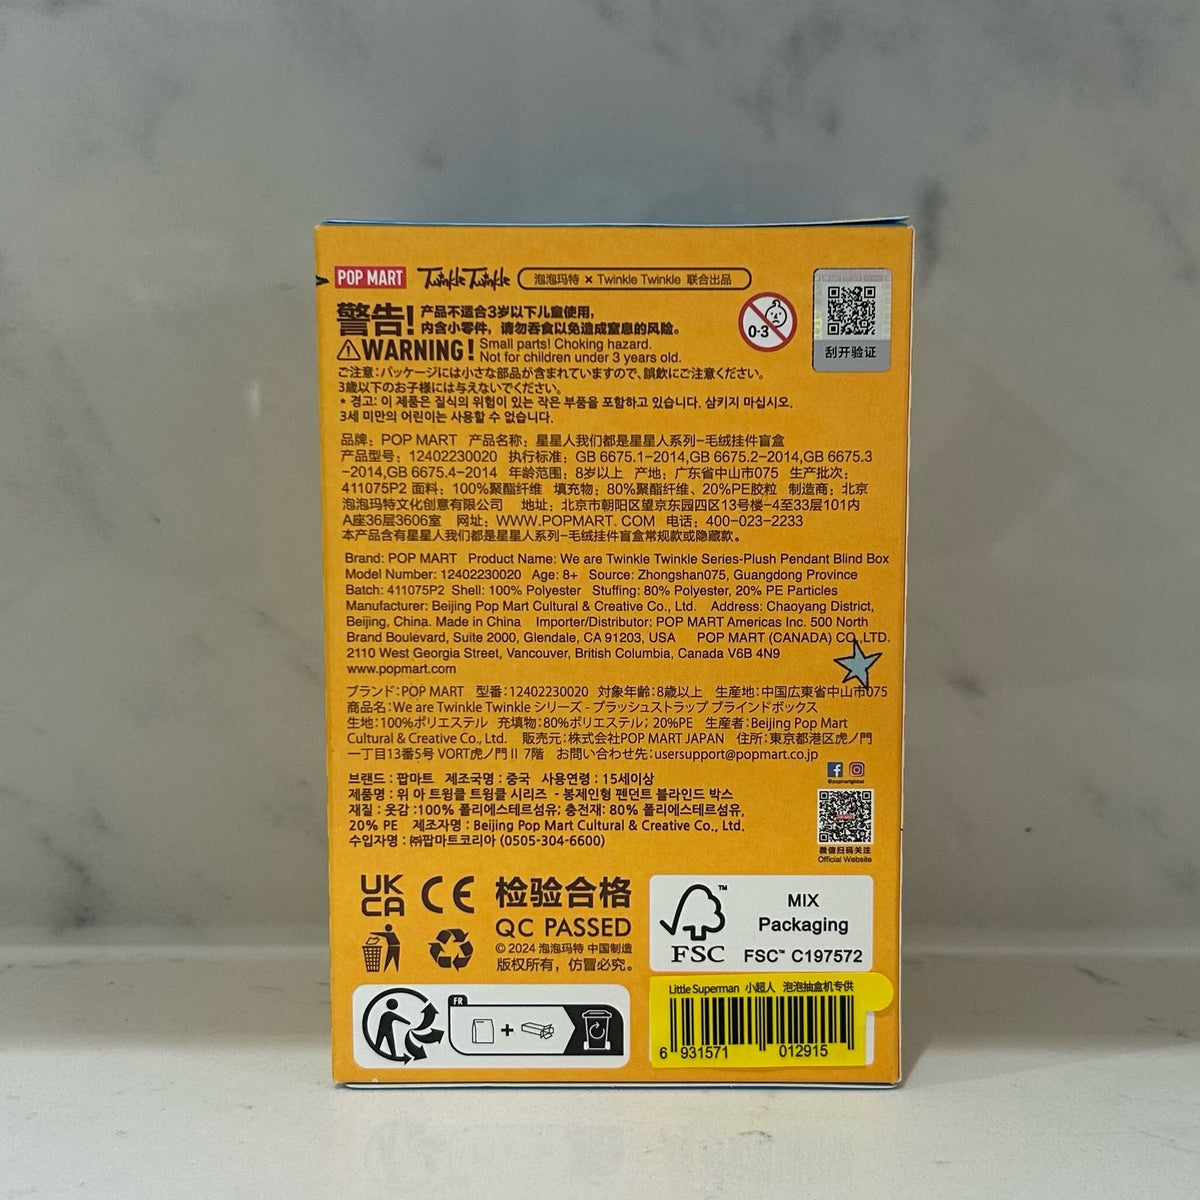 POP MART Twinkle Twinkle 泡泡玛特 × Twinkle Twinkle 联合出品
警告! 产品不适合3岁以下儿童使用,
内含小零件，请勿吞食以免造成窒息的风险。
0-3
刮开验证
WARNING! Small parts! Choking hazard.
Not for children under 3 years old.
ご注意:パッケージには小さな部品が含まれていますので、誤飲にご注意ください。
3歳以下のお子様には与えないでください。
* 경고: 이 제품은 질식의 위험이 있는 작은 부품을 포함하고 있습니다. 삼키지 마십시오.
3세 미만의 어린이는 사용할 수 없습니다.
品牌：POP MART 产品名称：星星人我们都是星星人系列-毛绒挂件盲盒
产品型号：12402230020 执行标准：GB 6675.1-2014,GB 6675.2-2014,GB 6675.3
-2014,GB 6675.4-2014 年龄范围：8岁以上 产地：广东省中山市075 生产批次：
411075P2 面料：100%聚酯纤维 填充物：80%聚酯纤维、20%PE胶粒 制造商：北京
泡泡玛特文化创意有限公司 地址：北京市朝阳区望京东园四区13号楼-4至33层101内
A座36层3606室 网址：WWW.POPMART.COM 电话：400-023-2233
本产品含有星星人我们都是星星人系列-毛绒挂件盲盒常规款或隐藏款。
Brand: POP MART Product Name: We are Twinkle Twinkle Series-Plush Pendant Blind Box
Model Number: 12402230020 Age: 8+ Source: Zhongshan075, Guangdong Province
Batch: 411075P2 Shell: 100% Polyester Stuffing: 80% Polyester, 20% PE Particles
Manufacturer: Beijing Pop Mart Cultural & Creative Co., Ltd. Address: Chaoyang District,
Beijing, China. Made in China Importer/Distributor: POP MART Americas Inc. 500 North
Brand Boulevard, Suite 2000, Glendale, CA 91203, USA POP MART (CANADA) CO.,LTD.
2110 West Georgia Street, Vancouver, British Columbia, Canada V6B 4N9
www.popmart.com
ブランド:POP MART 型番:12402230020 対象年齢:8歳以上 生産地:中国広東省中山市075
商品名:We are Twinkle Twinkle シリーズ - プラッシュストラップ ブラインドボックス
生地:100%ポリエステル 充填物:80%ポリエステル; 20%PE 生産者:Beijing Pop Mart
Cultural & Creative Co., Ltd. 販売元:株式会社POP MART JAPAN 住所:東京都港区虎ノ門
一丁目13番5号 VORT虎ノ門Ⅱ 7階 お問い合わせ先:usersupport@popmart.co.jp
브랜드 : 팝마트 제조국명 : 중국 사용연령 : 15세이상
제품명 : 위 아 트윙클 트윙클 시리즈 - 봉제인형 펜던트 블라인드 박스
재질 : 옷감 :100% 폴리에스테르섬유; 충전재: 80% 폴리에스테르섬유,
20% PE 제조자명 : Beijing Pop Mart Cultural & Creative Co., Ltd.
수입자명 : ㈜팝마트코리아 (0505-304-6600)
@popmartglobal
微信扫码关注
Official Website
UK
CA CE 检验合格
QC PASSED
© 2024 泡泡玛特 中国制造
版权所有，仿冒必究。
FSC™
MIX
Packaging
FSC™ C197572
FR
+
Little Superman 小超人 泡泡抽盒机专供
6 931571 012915